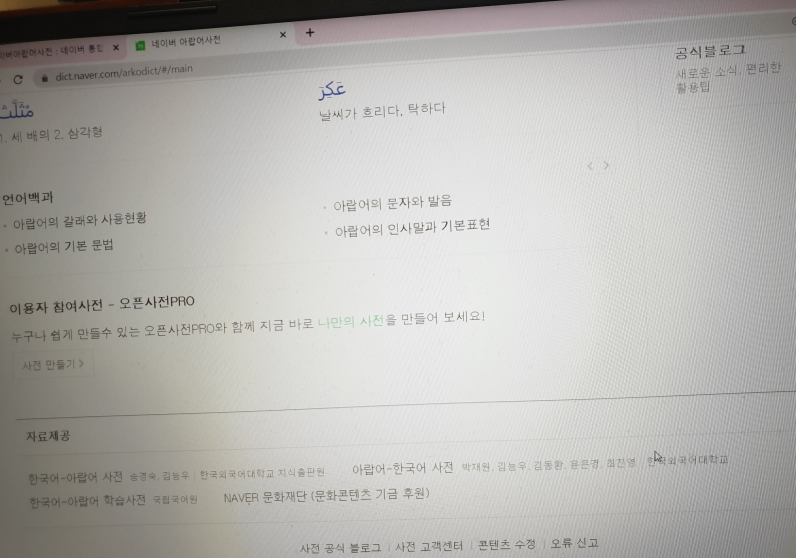 네이버 아랍어사전
dict.naver.com/arkodict/#/main
공식블로그
새로운 소식, 편리한
활용팁
عَكِرَ
1. 세 배의 2. 삼각형
날씨가 흐리다, 탁하다
언어백과
아랍어의 갈래와 사용현황
아랍어의 문자와 발음
아랍어의 기본 문법
아랍어의 인사말과 기본표현
이용자 참여사전 - 오픈사전PRO
누구나 쉽게 만들수 있는 오픈사전PRO와 함께 지금 바로 나만의 사전을 만들어 보세요!
사전 만들기 >
자료제공
한국어-아랍어 사전 송경숙, 김능우 | 한국외국어대학교 지식출판원 아랍어-한국어 사전 박재원, 김능우, 김동환, 윤은경, 최진영 | 한국외국어대학교
한국어-아랍어 학습사전 국립국어원 NAVER 문화재단 (문화콘텐츠 기금 후원)
사전 공식 블로그 | 사전 고객센터 | 콘텐츠 수정 | 오류 신고